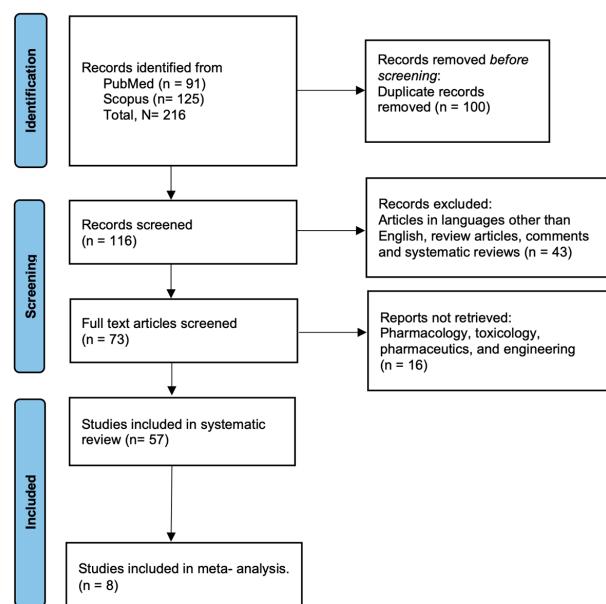 Identification
Records identified from
PubMed (n = 91)
Scopus (n= 125)
Total, N= 216
Records removed before
screening:
Duplicate records
removed (n = 100)
Screening
Records screened
(n = 116)
Records excluded:
Articles in languages other than
English, review articles, comments
and systematic reviews (n = 43)
Full text articles screened
(n = 73)
Reports not retrieved:
Pharmacology, toxicology,
pharmaceutics, and engineering
(n = 16)
Included
Studies included in systematic
review (n= 57)
Studies included in meta- analysis.
(n = 8)